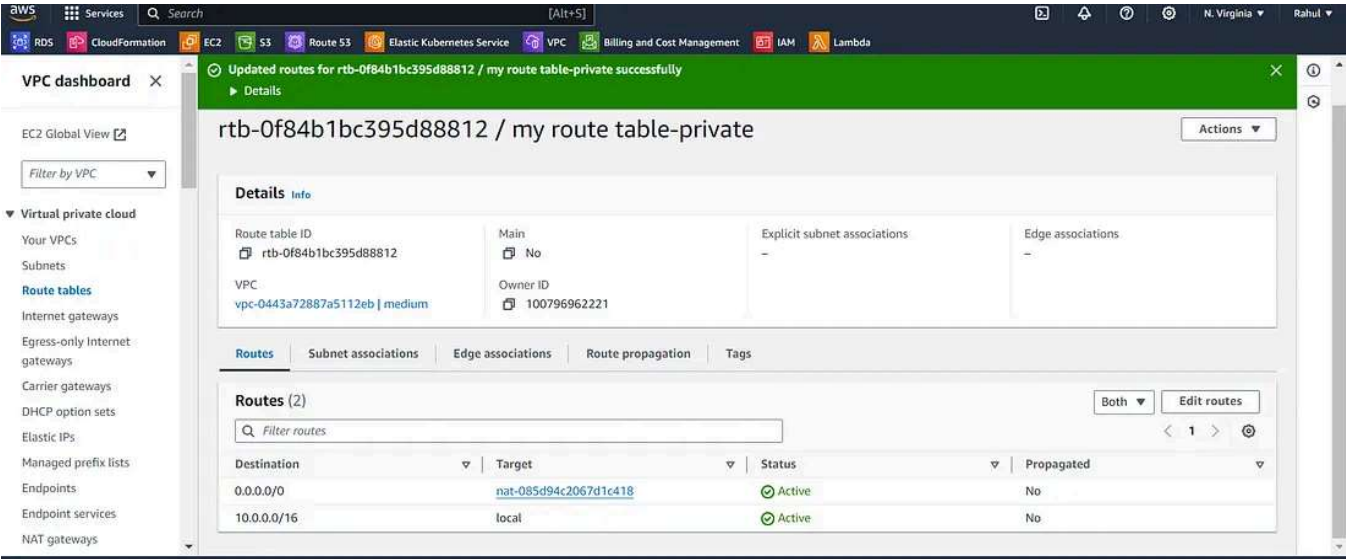 aws Services Search [Alt+S] N. Virginia ▼ Rahul ▼
RDS CloudFormation EC2 S3 Route 53 Elastic Kubernetes Service VPC Billing and Cost Management IAM Lambda
VPC dashboard
EC2 Global View
Filter by VPC
Virtual private cloud
Your VPCs
Subnets
Route tables
Internet gateways
Egress-only Internet
gateways
Carrier gateways
DHCP option sets
Elastic IPs
Managed prefix lists
Endpoints
Endpoint services
NAT gateways
Updated routes for rtb-0f84b1bc395d88812 / my route table-private successfully
Details
rtb-0f84b1bc395d88812 / my route table-private
Actions
Details Info
Route table ID
rtb-0f84b1bc395d88812
Main
No
Explicit subnet associations
–
Edge associations
–
VPC
vpc-0443a72887a5112eb | medium
Owner ID
100796962221
Routes Subnet associations Edge associations Route propagation Tags
Routes (2) Both Edit routes
Filter routes 1
Destination Target Status Propagated
0.0.0.0/0 nat-085d94c2067d1c418 Active No
10.0.0.0/16 local Active No